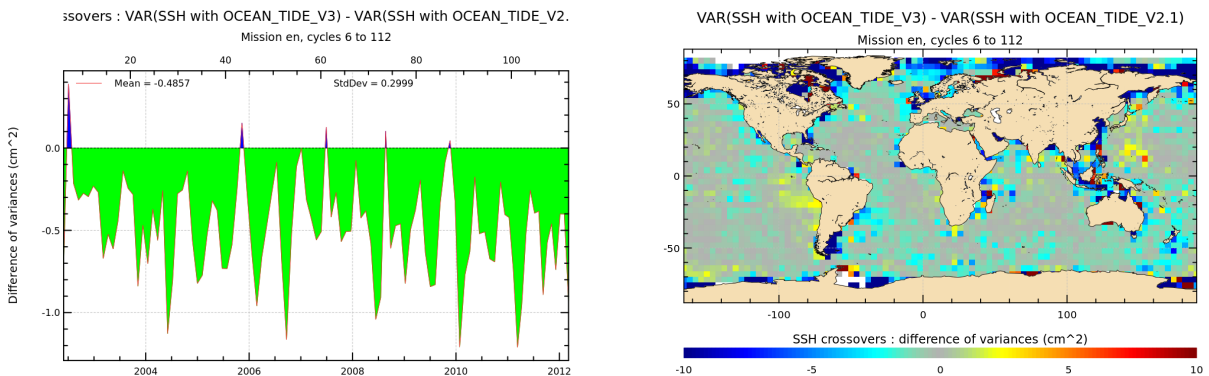 ssovers : VAR(SSH with OCEAN_TIDE_V3) - VAR(SSH with OCEAN_TIDE_V2.
Mission en, cycles 6 to 112
20 40 60 80 100
Mean = -0.4857 StdDev = 0.2999
Difference of variances (cm^2)
0.0
-0.5
-1.0
2004 2006 2008 2010 2012
VAR(SSH with OCEAN_TIDE_V3) - VAR(SSH with OCEAN_TIDE_V2.1)
Mission en, cycles 6 to 112
50
0
-50
-100 0 100
SSH crossovers : difference of variances (cm^2)
-10 -5 0 5 10